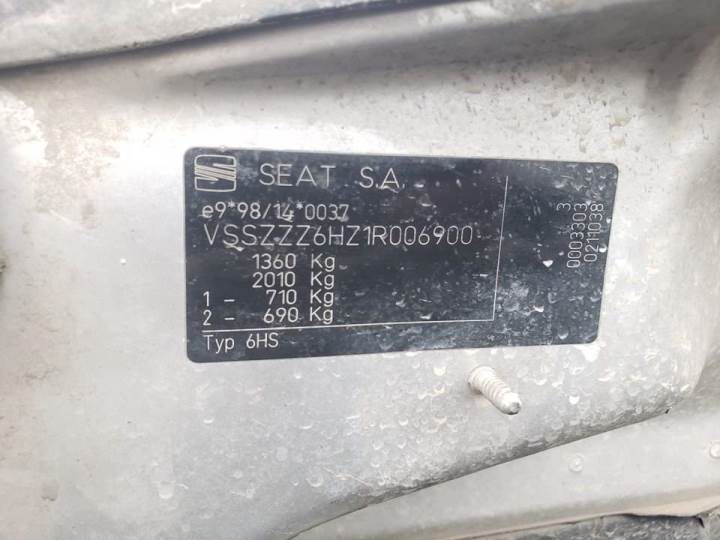 SEAT S.A.
e9*98/14*0037
VSSZZZ6HZ1R006900
1360 Kg
2010 Kg
1 - 710 Kg
2 - 690 Kg
Typ 6HS
3
0003303
0211038